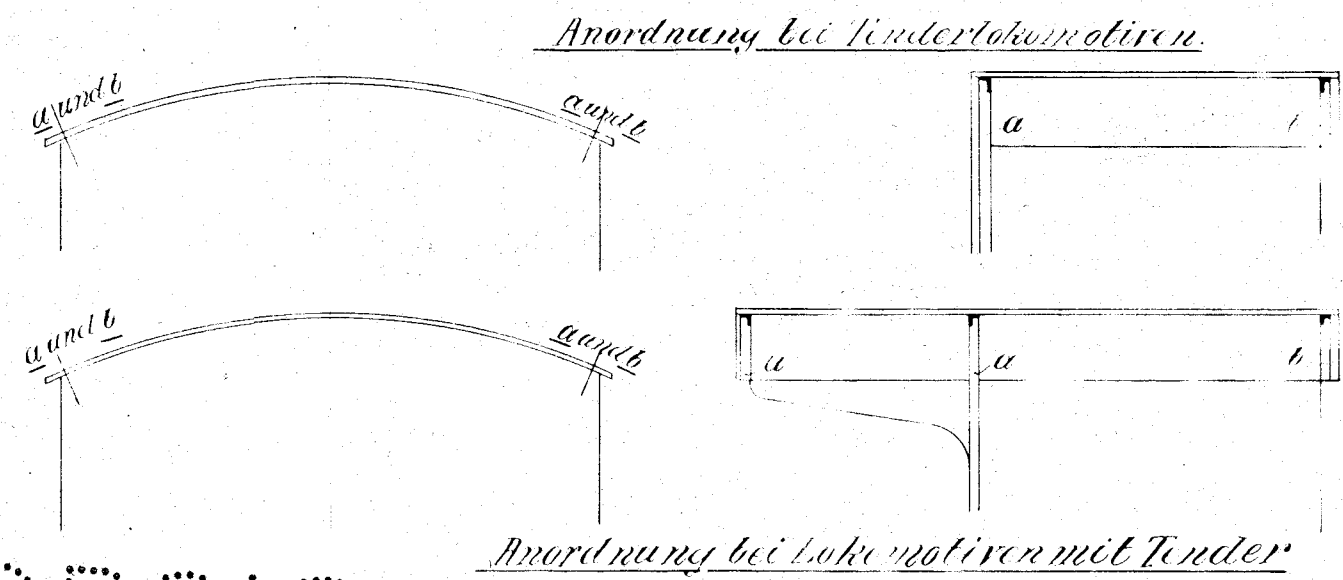 Anordnung bei Tenderlokomotiven.
a und b
a und b
a
b
a und b
a und b
a
a
b
Anordnung bei Lokomotiven mit Tender